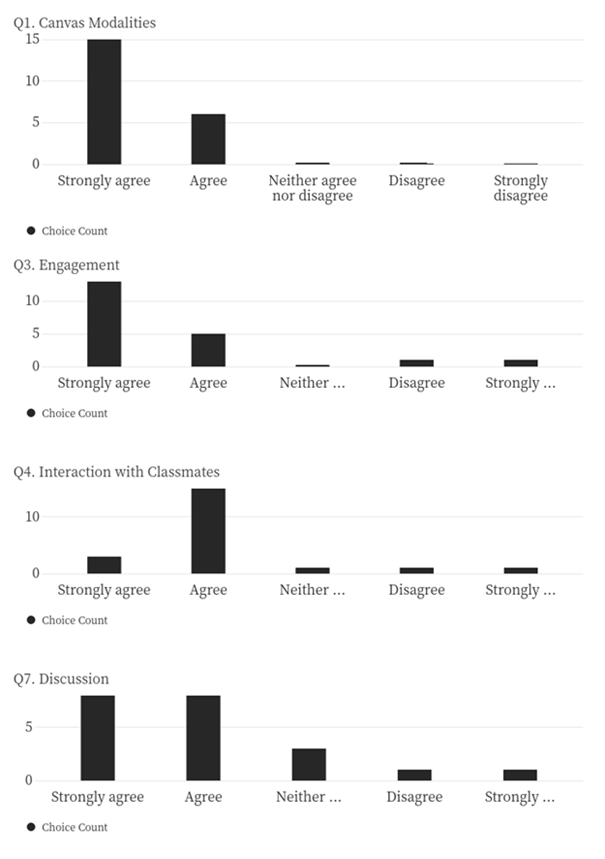 Q1. Canvas Modalities
15
10
5
0
Strongly agree Agree Neither agree nor disagree Disagree Strongly disagree
Choice Count
Q3. Engagement
10
5
0
Strongly agree Agree Neither ... Disagree Strongly ...
Choice Count
Q4. Interaction with Classmates
10
0
Strongly agree Agree Neither ... Disagree Strongly ...
Choice Count
Q7. Discussion
5
0
Strongly agree Agree Neither ... Disagree Strongly ...
Choice Count